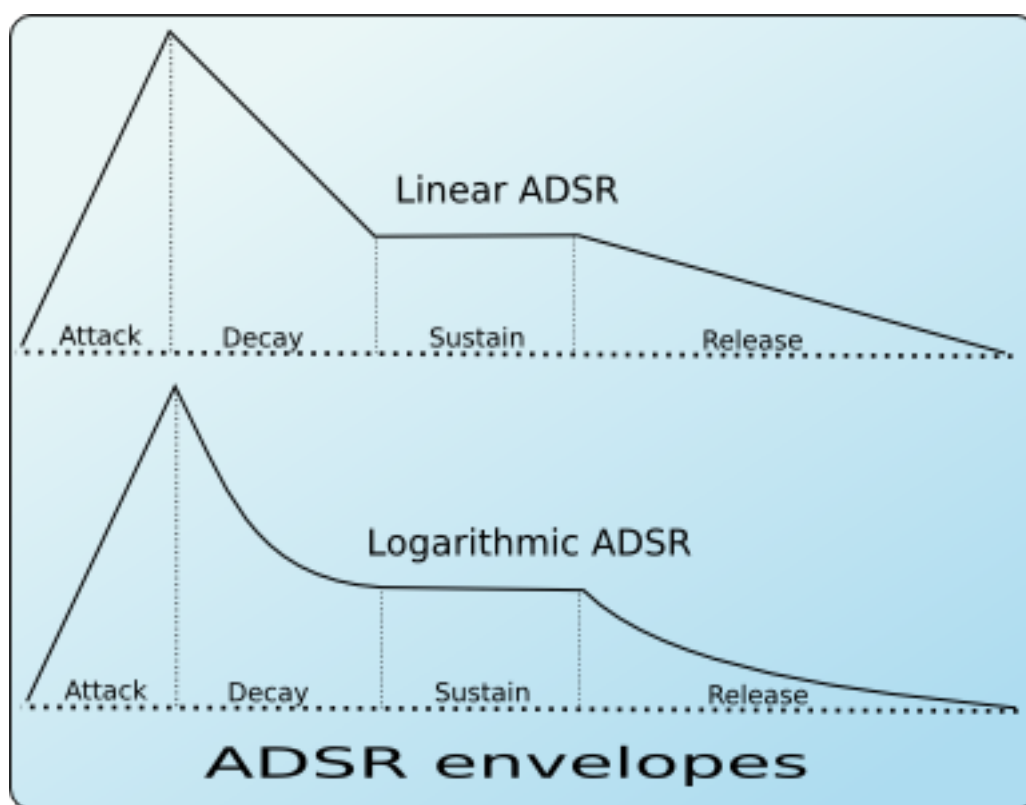 Linear ADSR
Attack Decay Sustain Release
Logarithmic ADSR
Attack Decay Sustain Release
ADSR envelopes